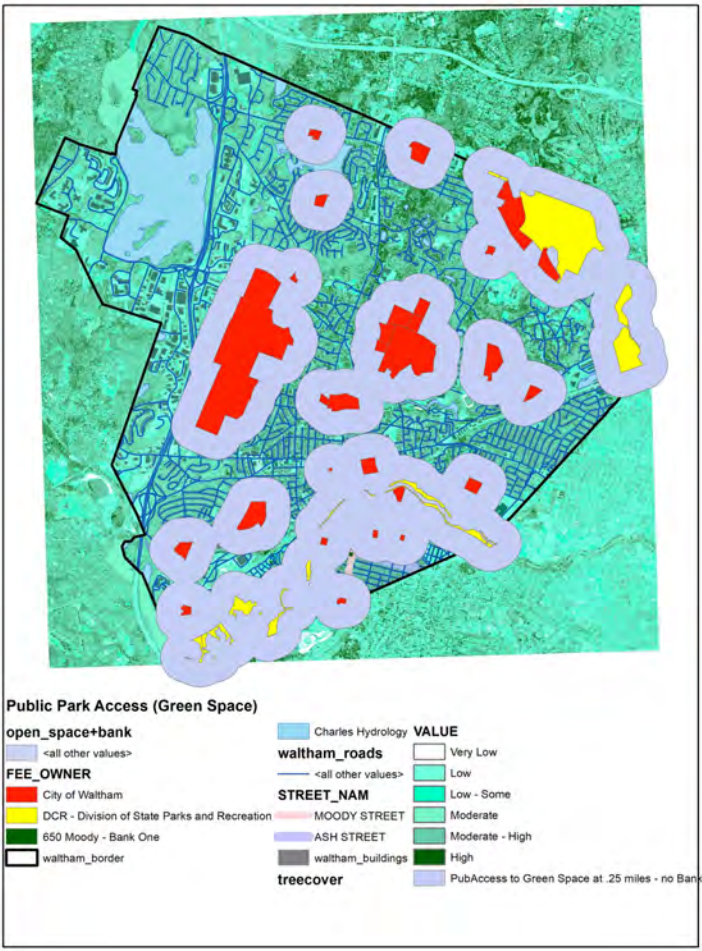 Public Park Access (Green Space)
open_space+bank
<all other values>
FEE_OWNER
City of Waltham
DCR - Division of State Parks and Recreation
650 Moody - Bank One
waltham_border
Charles Hydrology
waltham_roads
<all other values>
STREET_NAM
MOODY STREET
ASH STREET
waltham_buildings
treecover
VALUE
Very Low
Low
Low - Some
Moderate
Moderate - High
High
PubAccess to Green Space at .25 miles - no Bank